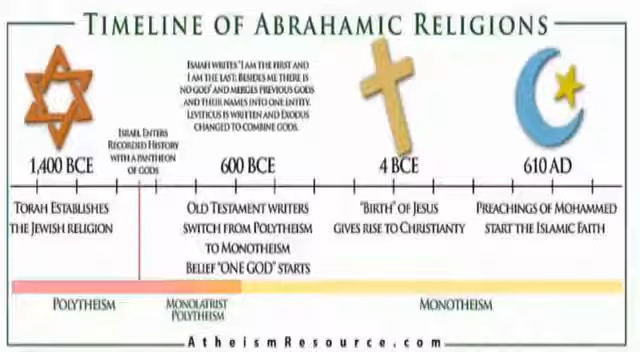 TIMELINE OF ABRAHAMIC RELIGIONS
ISAIAH WRITES "I AM THE FIRST AND
I AM THE LAST: BESIDES ME THERE IS
NO GOD" AND MERGES PREVIOUS GODS
AND THEIR NAMES INTO ONE ENTITY.
LEVITICUS IS WRITTEN AND EXODUS
CHANGED TO COMBINE GODS.
ISRAEL ENTERS
RECORDED HISTORY
WITH A PANTHEON
OF GODS
1,400 BCE
600 BCE
4 BCE
610 AD
TORAH ESTABLISHES
THE JEWISH RELIGION
OLD TESTAMENT WRITERS
SWITCH FROM POLYTHEISM
TO MONOTHEISM
BELIEF "ONE GOD" STARTS
"BIRTH" OF JESUS
GIVES RISE TO CHRISTIANTY
PREACHINGS OF MOHAMMED
START THE ISLAMIC FAITH
POLYTHEISM
MONOLATRIST
POLYTHEISM
MONOTHEISM
AtheismResource.com